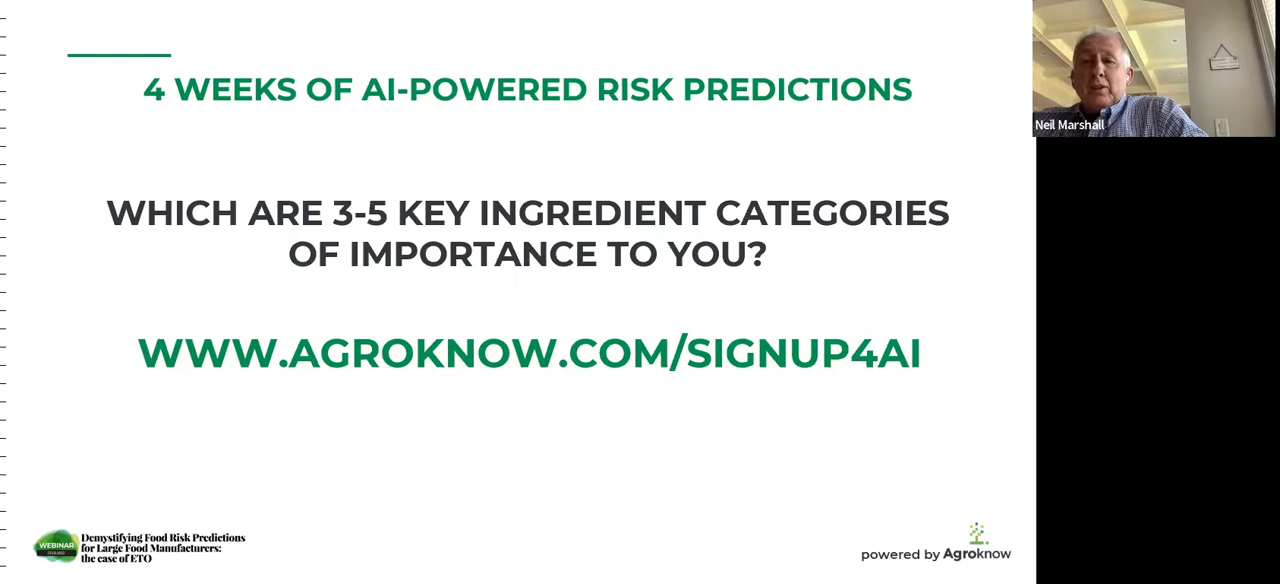 4 WEEKS OF AI-POWERED RISK PREDICTIONS
Neil Marshall
WHICH ARE 3-5 KEY INGREDIENT CATEGORIES
OF IMPORTANCE TO YOU?
WWW.AGROKNOW.COM/SIGNUP4AI
WEBINAR
Demystifying Food Risk Predictions
for Large Food Manufacturers:
the case of ETO
powered by Agroknow